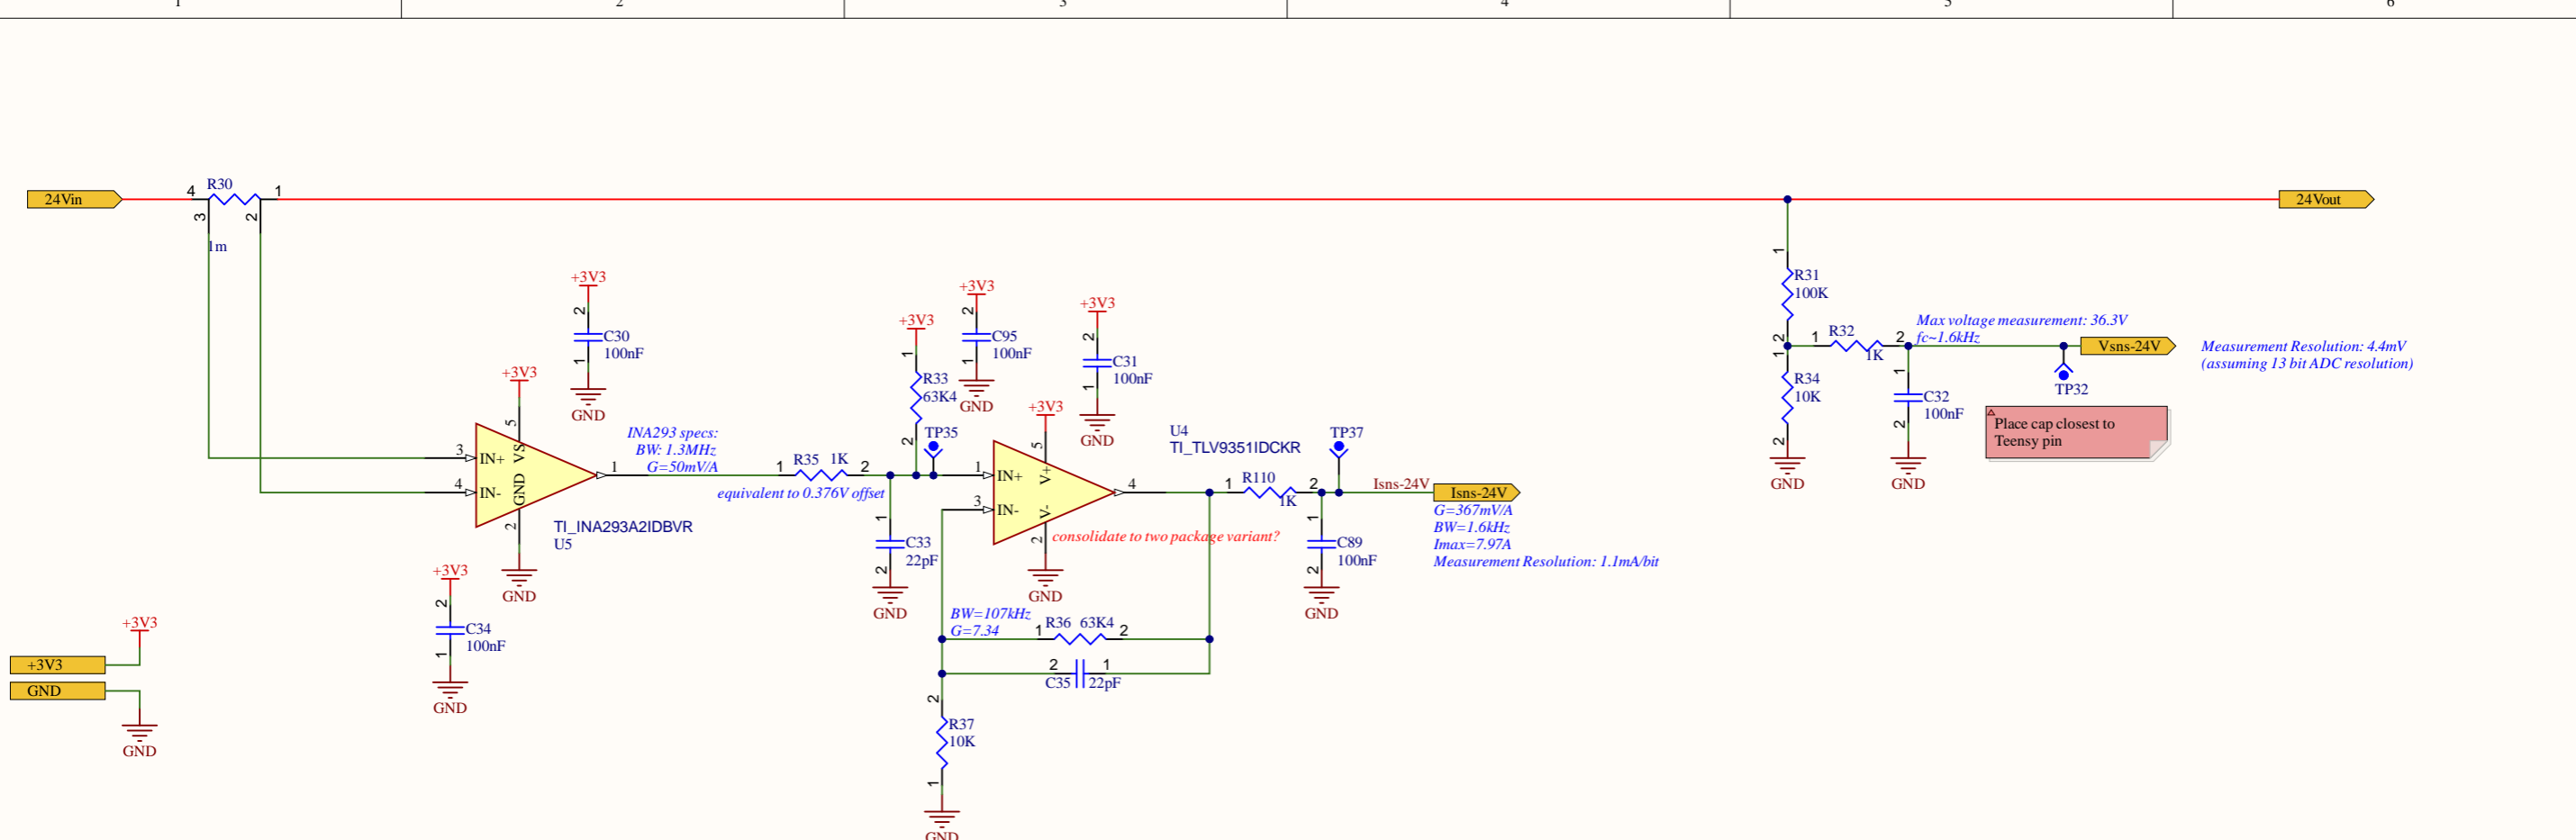 1
2
3
4
5
6
24Vin
4
R30
1
3
2
1m
24Vout
+3V3
2
C30
100nF
1
GND
+3V3
5
VS
3
IN+
4
IN-
GND
2
1
TI_INA293A2IDBVR
U5
GND
INA293 specs:
BW: 1.3MHz
G=50mV/A
1
R35
1K
2
equivalent to 0.376V offset
+3V3
1
R33
63K4
2
TP35
+3V3
2
C95
100nF
1
GND
+3V3
2
C31
100nF
1
GND
1
C33
22pF
2
GND
+3V3
5
V+
1
IN+
3
IN-
V-
2
4
GND
U4
TI_TLV9351IDCKR
consolidate to two package variant?
1
R110
2
1K
TP37
Isns-24V
Isns-24V
G=367mV/A
BW=1.6kHz
Imax=7.97A
Measurement Resolution: 1.1mA/bit
1
C89
100nF
2
GND
BW=107kHz
G=7.34
1
R36
63K4
2
2
1
C35
22pF
2
R37
10K
1
GND
+3V3
2
C34
100nF
1
GND
+3V3
+3V3
GND
GND
1
R31
100K
2
1
R34
10K
2
GND
1
R32
2
1K
Max voltage measurement: 36.3V
fc~1.6kHz
Vsns-24V
TP32
1
C32
100nF
2
GND
Measurement Resolution: 4.4mV
(assuming 13 bit ADC resolution)
Place cap closest to
Teensy pin